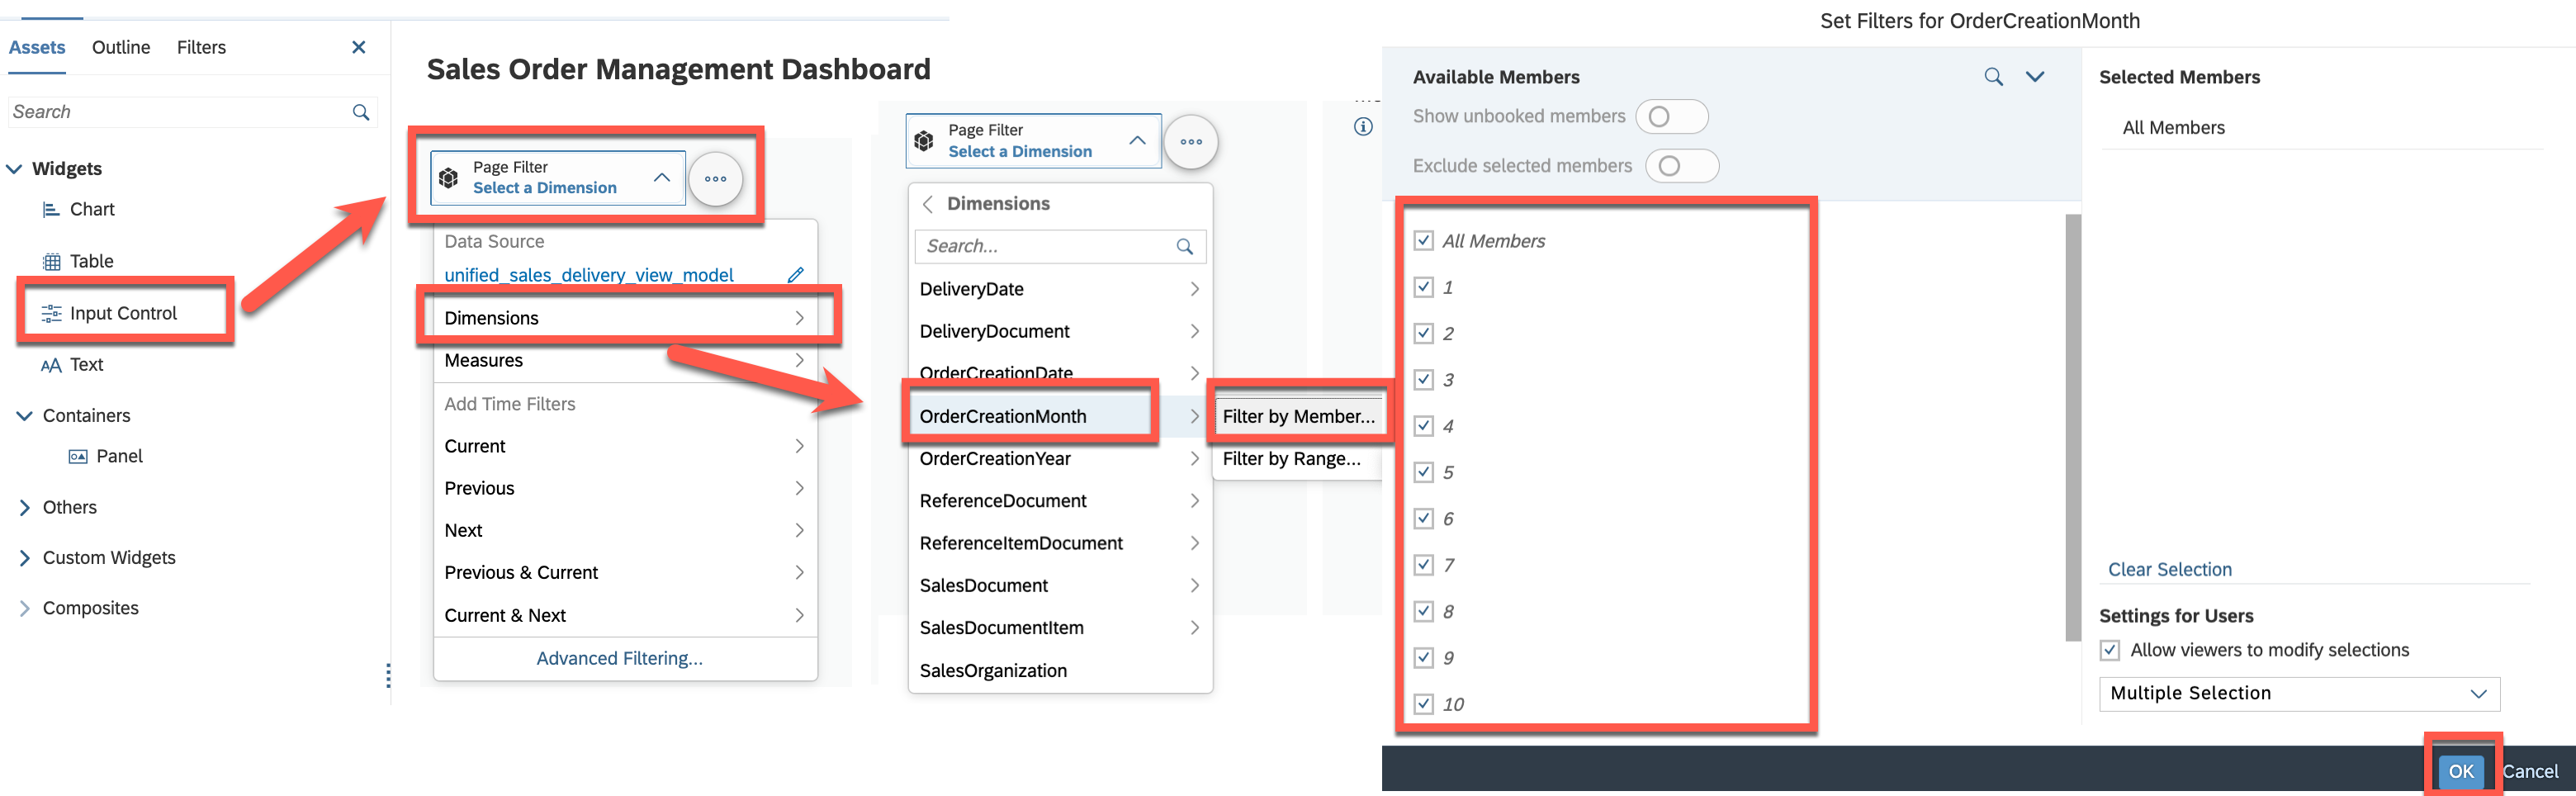 Assets Outline Filters
Search
Widgets
Chart
Table
Input Control
Text
Containers
Panel
Others
Custom Widgets
Composites
Sales Order Management Dashboard
Page Filter
Select a Dimension
Data Source
unified_sales_delivery_view_model
Dimensions
Measures
Add Time Filters
Current
Previous
Next
Previous & Current
Current & Next
Advanced Filtering...
Page Filter
Select a Dimension
Dimensions
Search...
DeliveryDate
DeliveryDocument
OrderCreationDate
OrderCreationMonth
OrderCreationYear
ReferenceDocument
ReferenceItemDocument
SalesDocument
SalesDocumentItem
SalesOrganization
Filter by Member...
Filter by Range...
Set Filters for OrderCreationMonth
Available Members
Show unbooked members
Exclude selected members
All Members
1
2
3
4
5
6
7
8
9
10
Selected Members
All Members
Clear Selection
Settings for Users
Allow viewers to modify selections
Multiple Selection
OK Cancel